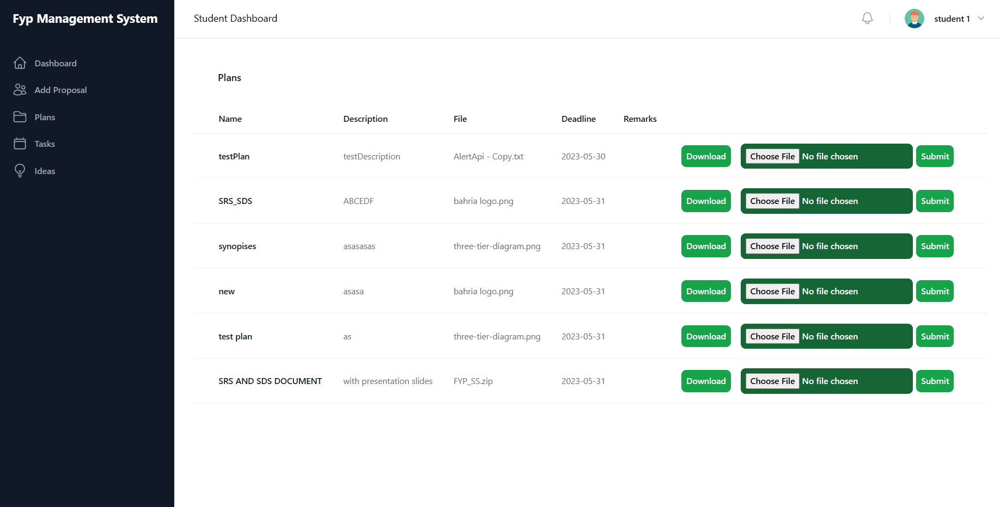 Fyp Management System
Student Dashboard
student 1
Dashboard
Add Proposal
Plans
Tasks
Ideas
Plans
Name Description File Deadline Remarks
testPlan testDescription AlertApi - Copy.txt 2023-05-30 Download Choose File No file chosen Submit
SRS_SDS ABCEDF bahria logo.png 2023-05-31 Download Choose File No file chosen Submit
synopises asasasas three-tier-diagram.png 2023-05-31 Download Choose File No file chosen Submit
new asasa bahria logo.png 2023-05-31 Download Choose File No file chosen Submit
test plan as three-tier-diagram.png 2023-05-31 Download Choose File No file chosen Submit
SRS AND SDS DOCUMENT with presentation slides FYP_SS.zip 2023-05-31 Download Choose File No file chosen Submit